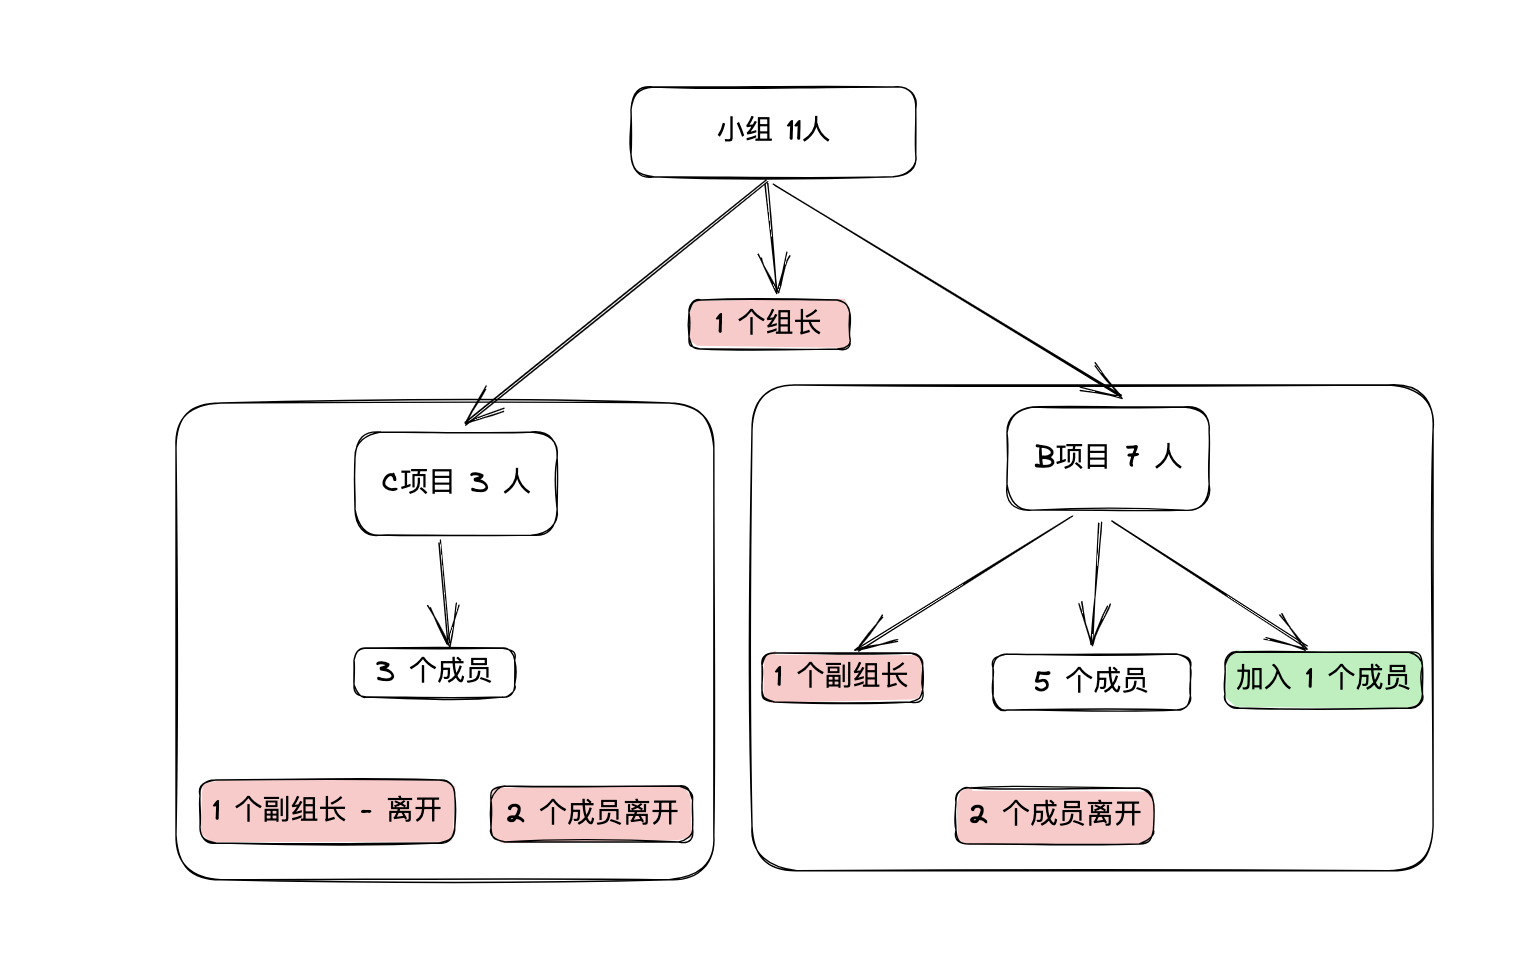 小组 11人
1 个组长
C项目 3 人
3 个成员
1 个副组长 - 离开
2 个成员离开
B项目 7 人
1 个副组长
5 个成员
加入 1 个成员
2 个成员离开